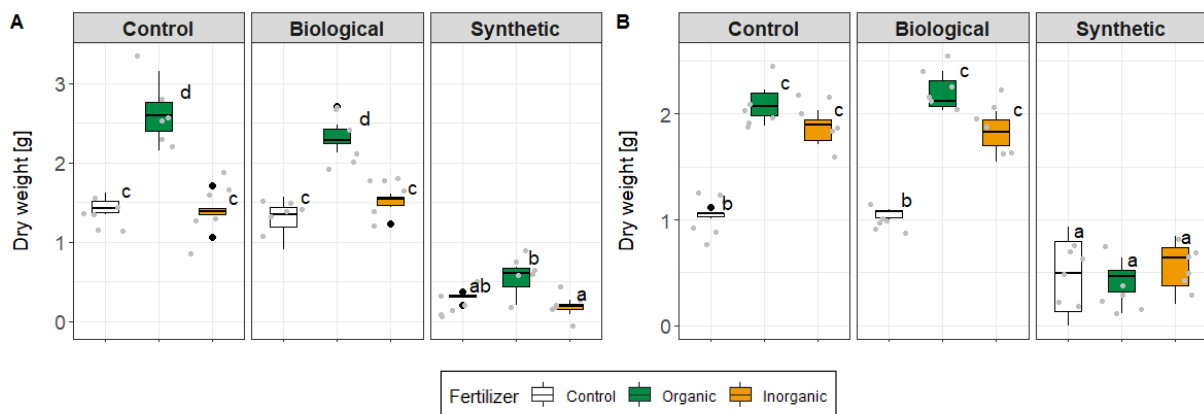 A
Control Biological Synthetic
Dry weight [g]
3
2
1
0
c d c
c d c
ab b a
B
Control Biological Synthetic
Dry weight [g]
2
1
0
b c c
b c c
a a a
Fertilizer Control Organic Inorganic